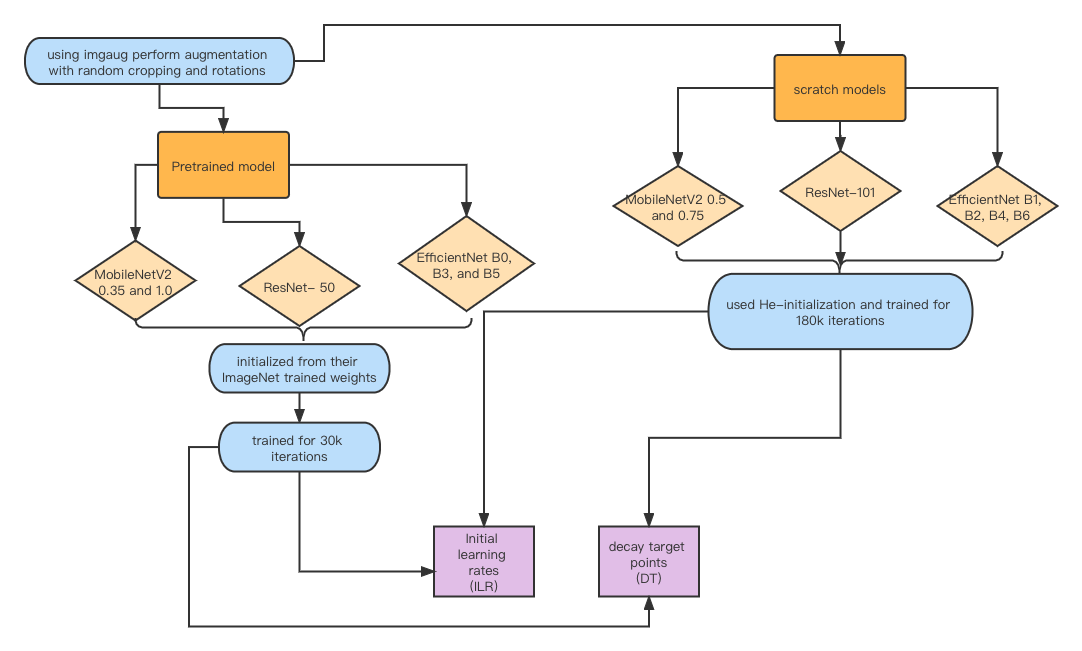 using imgaug perform augmentation
with random cropping and rotations
scratch models
Pretrained model
MobileNetV2 0.5
and 0.75
ResNet-101
EfficientNet B1,
B2, B4, B6
MobileNetV2
0.35 and 1.0
ResNet- 50
EfficientNet B0,
B3, and B5
used He-initialization and trained for
180k iterations
initialized from their
ImageNet trained weights
trained for 30k
iterations
Initial
learning
rates
(ILR)
decay target
points
(DT)